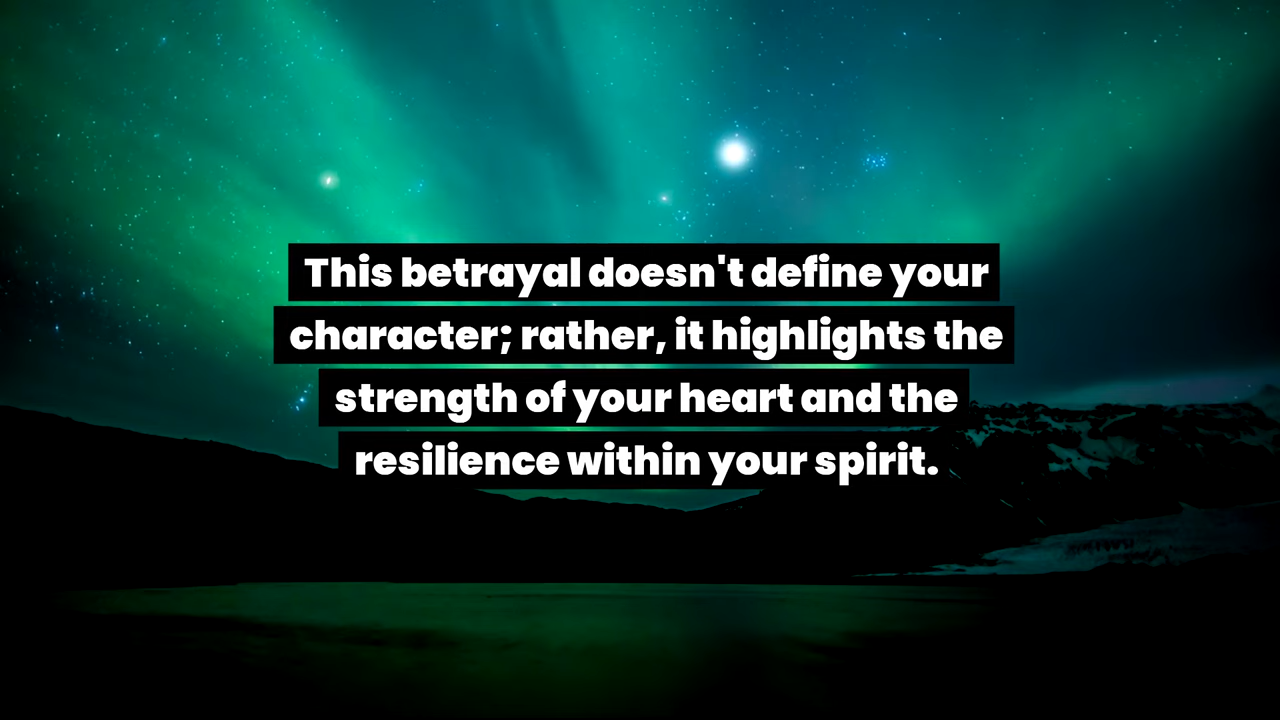 This betrayal doesn't define your
character; rather, it highlights the
strength of your heart and the
resilience within your spirit.